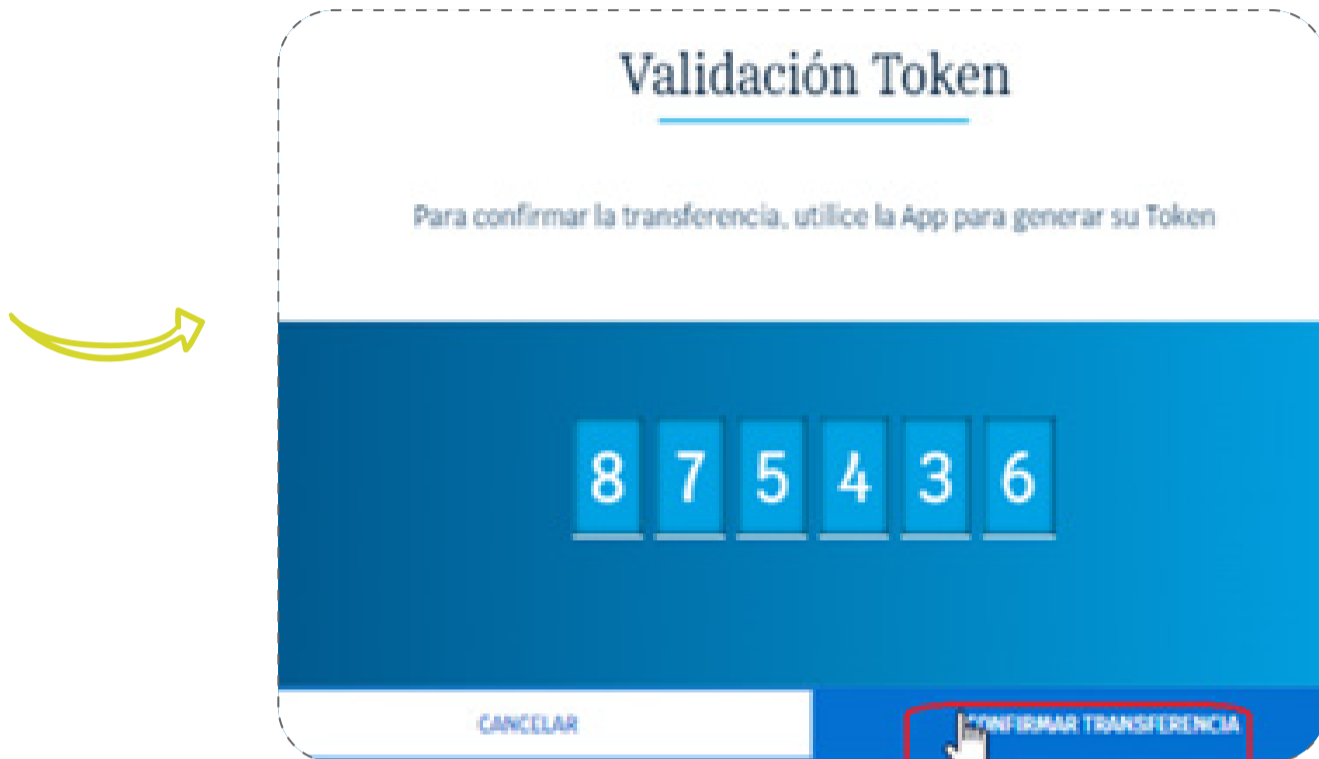 Validación Token
Para confirmar la transferencia, utilice la App para generar su Token
8 7 5 4 3 6
CANCELAR CONFIRMAR TRANSFERENCIA